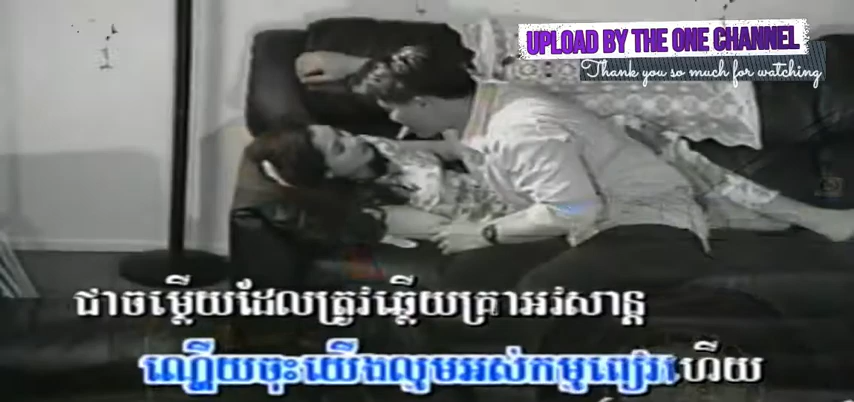 UPLOAD BY THE ONE CHANNEL
Thank you so much for watching
ជាចម្លើយដែលត្រូវឆ្លើយគ្រាអវសាន្ត
ណ្ហើយចុះយើងលួមអស់កម្មពៀរហើយ